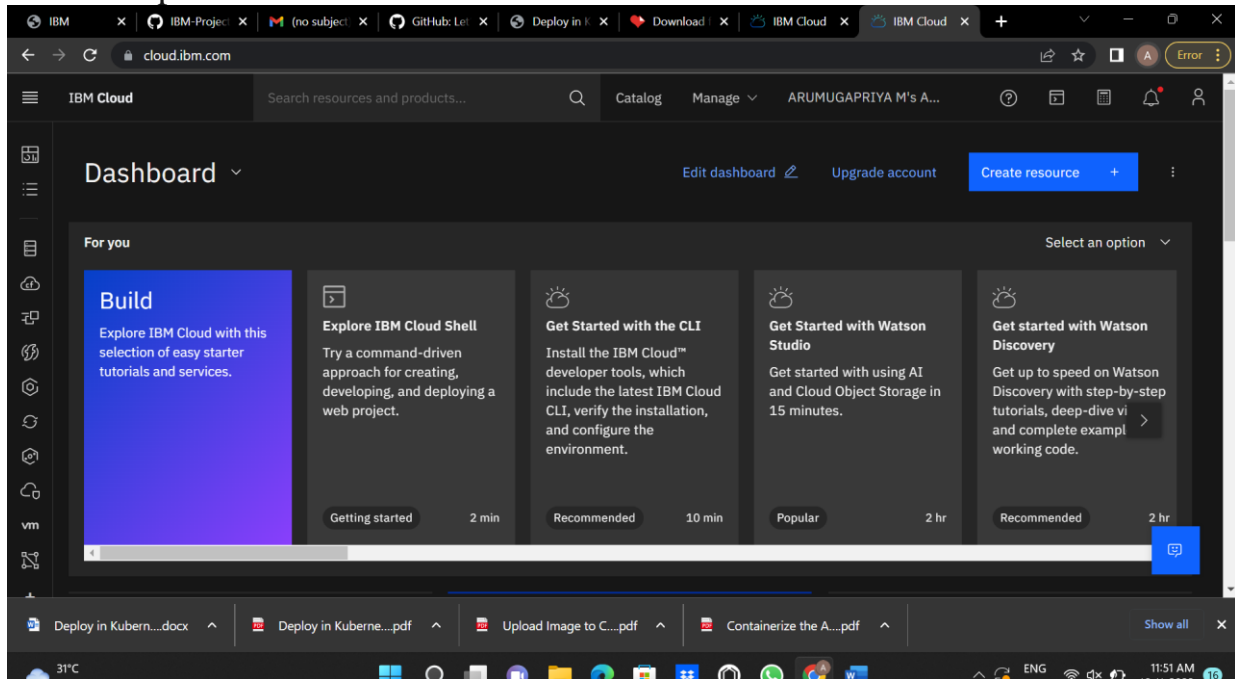 IBM
IBM-Project
(no subject
GitHub: Let
Deploy in K
Download
IBM Cloud
IBM Cloud
cloud.ibm.com
A
Error
IBM Cloud
Search resources and products...
Catalog
Manage
ARUMUGAPRIYA M's A...
Dashboard
Edit dashboard
Upgrade account
Create resource +
For you
Select an option
Build
Explore IBM Cloud with this
selection of easy starter
tutorials and services.
Explore IBM Cloud Shell
Try a command-driven
approach for creating,
developing, and deploying a
web project.
Getting started
2 min
Get Started with the CLI
Install the IBM Cloud™
developer tools, which
include the latest IBM Cloud
CLI, verify the installation,
and configure the
environment.
Recommended
10 min
Get Started with Watson
Studio
Get started with using AI
and Cloud Object Storage in
15 minutes.
Popular
2 hr
Get started with Watson
Discovery
Get up to speed on Watson
Discovery with step-by-step
tutorials, deep-dive vi
and complete exampl
working code.
Recommended
2 hr
vm
Deploy in Kubern....docx
Deploy in Kuberne....pdf
Upload Image to C....pdf
Containerize the A....pdf
Show all
31°C
ENG
11:51 AM
16